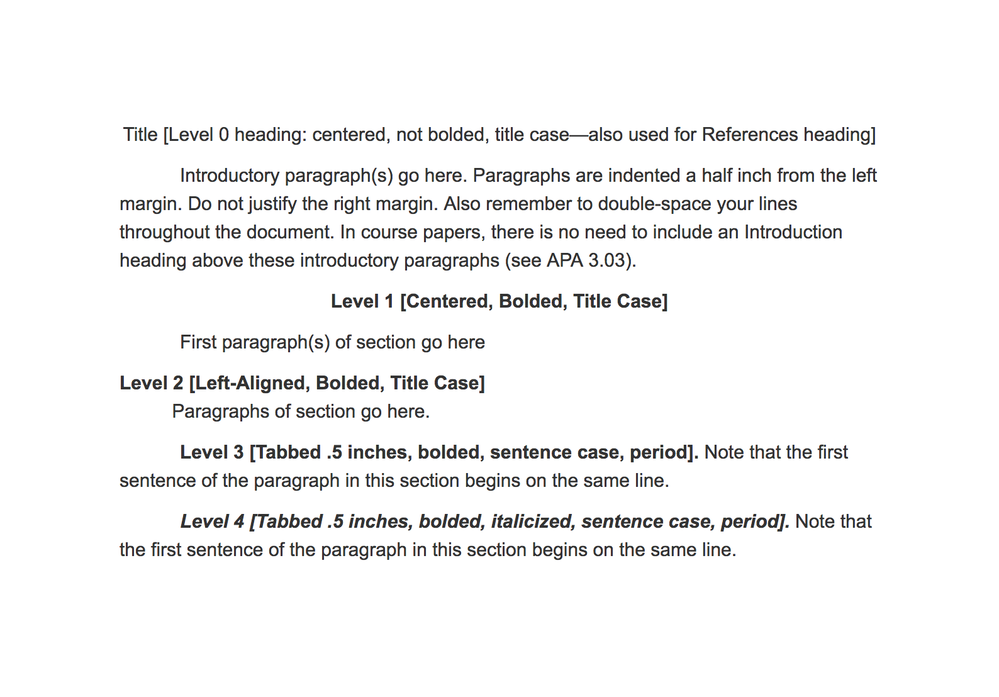 Title [Level 0 heading: centered, not bolded, title case—also used for References heading]
Introductory paragraph(s) go here. Paragraphs are indented a half inch from the left
margin. Do not justify the right margin. Also remember to double-space your lines
throughout the document. In course papers, there is no need to include an Introduction
heading above these introductory paragraphs (see APA 3.03).
Level 1 [Centered, Bolded, Title Case]
First paragraph(s) of section go here
Level 2 [Left-Aligned, Bolded, Title Case]
Paragraphs of section go here.
Level 3 [Tabbed .5 inches, bolded, sentence case, period]. Note that the first
sentence of the paragraph in this section begins on the same line.
Level 4 [Tabbed .5 inches, bolded, italicized, sentence case, period]. Note that
the first sentence of the paragraph in this section begins on the same line.